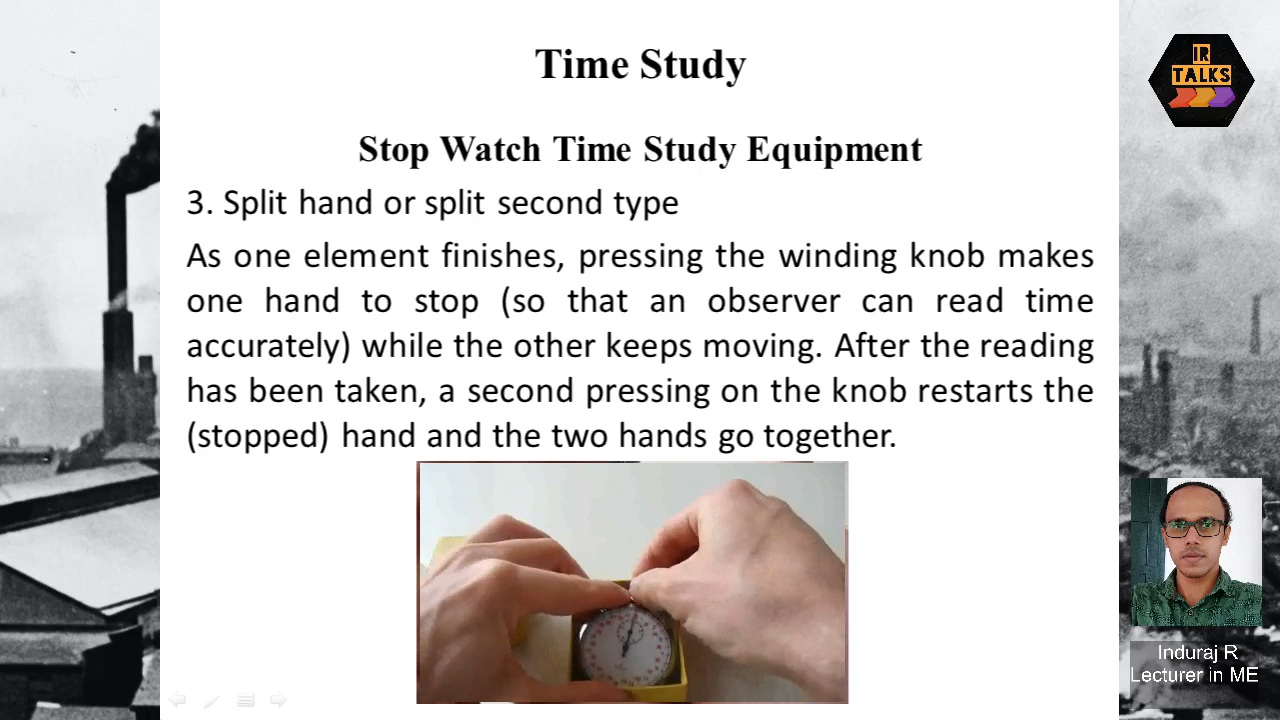 Time Study
Stop Watch Time Study Equipment
3. Split hand or split second type
As one element finishes, pressing the winding knob makes
one hand to stop (so that an observer can read time
accurately) while the other keeps moving. After the reading
has been taken, a second pressing on the knob restarts the
(stopped) hand and the two hands go together.
IR
TALKS
Induraj R
Lecturer in ME